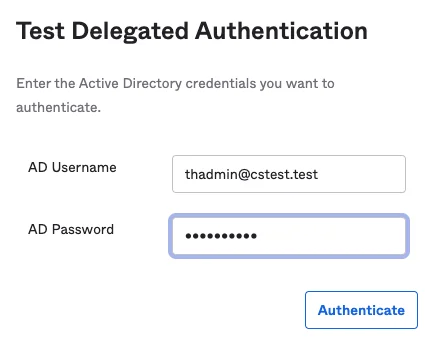 Test Delegated Authentication
Enter the Active Directory credentials you want to
authenticate.
AD Username
thadmin@cstest.test
AD Password
••••••••••
Authenticate